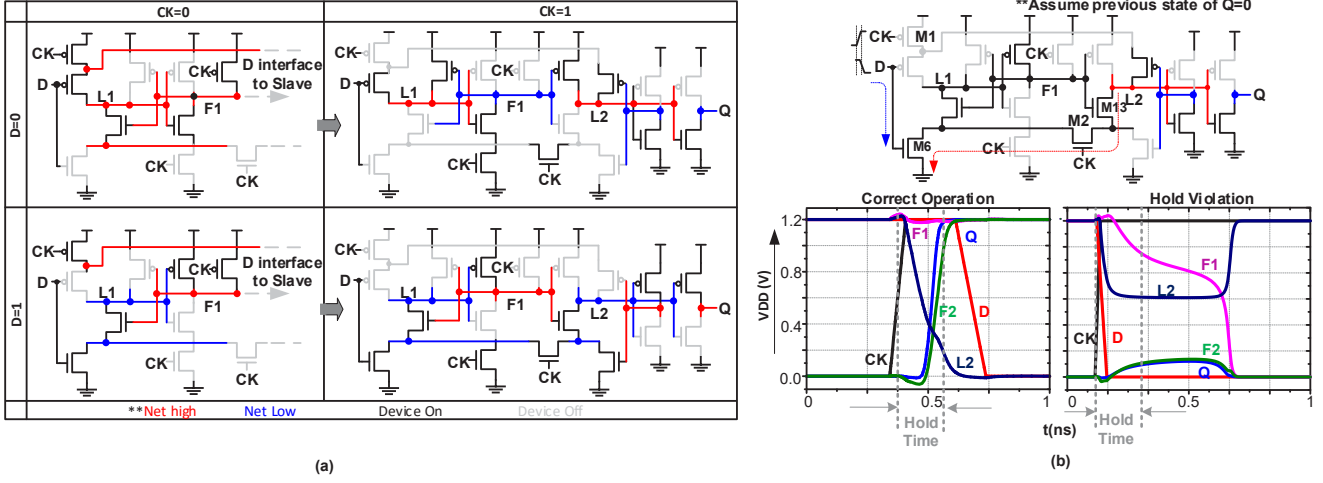 CK=0
CK=1
**Assume previous state of Q=0
D=0
CK
D
L1
F1
CK
D interface
to Slave
CK
CK
CK
D
L1
F1
L2
Q
CK
CK
CK
D
M1
L1
F1
CK
M13
L2
M2
M6
CK
CK
Q
D=1
CK
D
L1
F1
CK
D interface
to Slave
CK
CK
CK
D
L1
F1
L2
Q
CK
CK
**Net high
Net Low
Device On
Device Off
(a)
Correct Operation
Hold Violation
VDD (V)
1.2
0.8
0.4
0.0
F1
Q
F2
D
CK
L2
F1
L2
CK
D
F2
Q
0
0.5
1
0
0.5
1
Hold
Time
t(ns)
Hold
Time
(b)